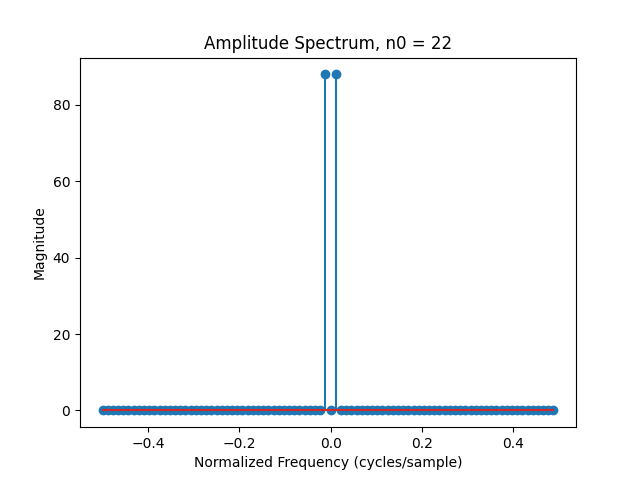 Amplitude Spectrum, n0 = 22
Magnitude
80
60
40
20
0
−0.4 −0.2 0.0 0.2 0.4
Normalized Frequency (cycles/sample)